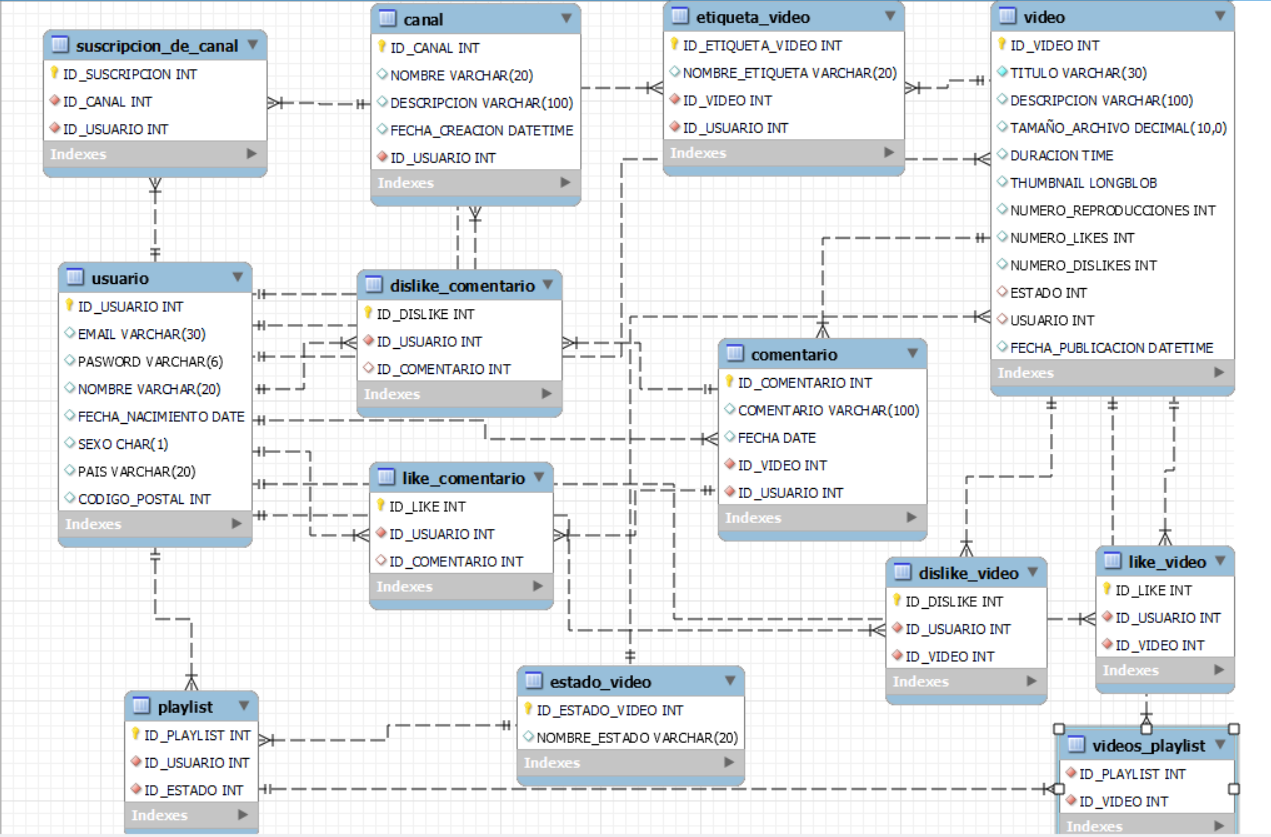 suscripcion_de_canal
ID_SUSCRIPCION INT
ID_CANAL INT
ID_USUARIO INT
Indexes
canal
ID_CANAL INT
NOMBRE VARCHAR(20)
DESCRIPCION VARCHAR(100)
FECHA_CREACION DATETIME
ID_USUARIO INT
Indexes
etiqueta_video
ID_ETIQUETA_VIDEO INT
NOMBRE_ETIQUETA VARCHAR(20)
ID_VIDEO INT
ID_USUARIO INT
Indexes
video
ID_VIDEO INT
TITULO VARCHAR(30)
DESCRIPCION VARCHAR(100)
TAMAÑO_ARCHIVO DECIMAL(10,0)
DURACION TIME
THUMBNAIL LONGBLOB
NUMERO_REPRODUCCIONES INT
NUMERO_LIKES INT
NUMERO_DISLIKES INT
ESTADO INT
USUARIO INT
FECHA_PUBLICACION DATETIME
Indexes
usuario
ID_USUARIO INT
EMAIL VARCHAR(30)
PASWORD VARCHAR(6)
NOMBRE VARCHAR(20)
FECHA_NACIMIENTO DATE
SEXO CHAR(1)
PAIS VARCHAR(20)
CODIGO_POSTAL INT
Indexes
dislike_comentario
ID_DISLIKE INT
ID_USUARIO INT
ID_COMENTARIO INT
Indexes
comentario
ID_COMENTARIO INT
COMENTARIO VARCHAR(100)
FECHA DATE
ID_VIDEO INT
ID_USUARIO INT
Indexes
like_comentario
ID_LIKE INT
ID_USUARIO INT
ID_COMENTARIO INT
Indexes
dislike_video
ID_DISLIKE INT
ID_USUARIO INT
ID_VIDEO INT
Indexes
like_video
ID_LIKE INT
ID_USUARIO INT
ID_VIDEO INT
Indexes
playlist
ID_PLAYLIST INT
ID_USUARIO INT
ID_ESTADO INT
Indexes
estado_video
ID_ESTADO_VIDEO INT
NOMBRE_ESTADO VARCHAR(20)
Indexes
videos_playlist
ID_PLAYLIST INT
ID_VIDEO INT
Indexes